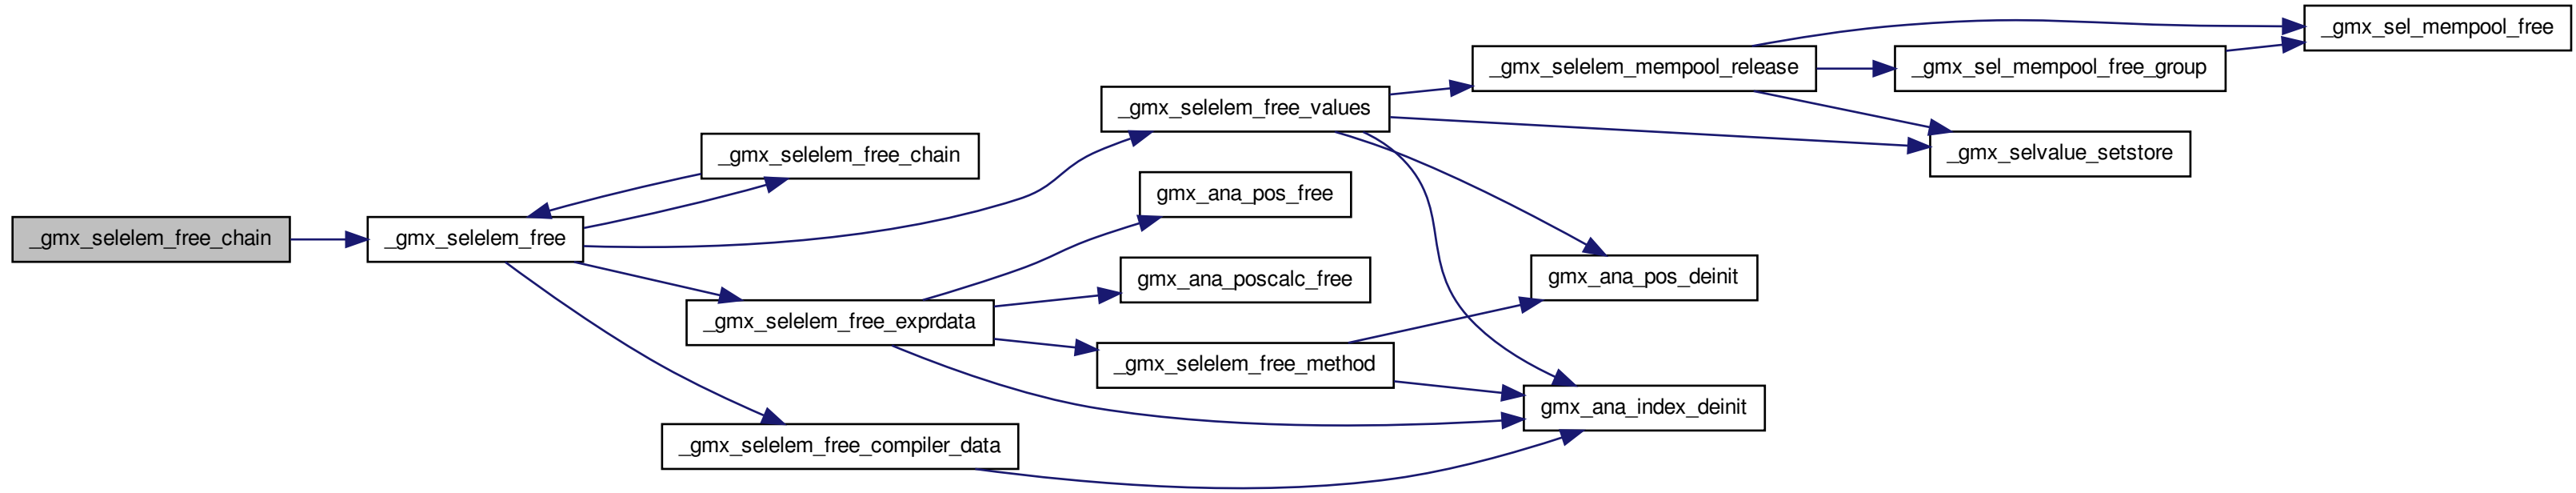 _gmx_selelem_free_chain
_gmx_selelem_free
_gmx_selelem_free_chain
_gmx_selelem_free_exprdata
_gmx_selelem_free_compiler_data
_gmx_selelem_free_values
gmx_ana_pos_free
gmx_ana_poscalc_free
_gmx_selelem_free_method
_gmx_selelem_mempool_release
gmx_ana_pos_deinit
gmx_ana_index_deinit
_gmx_sel_mempool_free_group
_gmx_selvalue_setstore
_gmx_sel_mempool_free